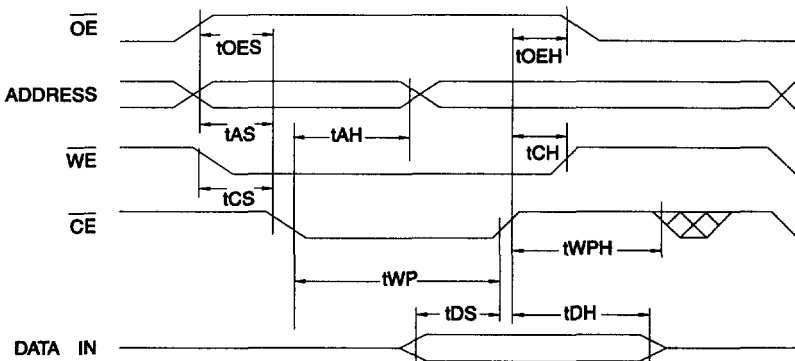 OE
tOES
tOEH
ADDRESS
tAS
tAH
tCH
WE
tCS
CE
tWPH
tWP
tDS
tDH
DATA IN